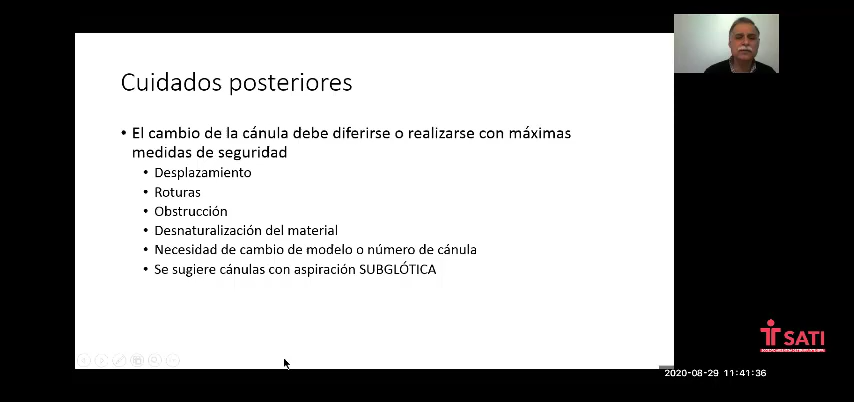 Cuidados posteriores
• El cambio de la cánula debe diferirse o realizarse con máximas
medidas de seguridad
• Desplazamiento
• Roturas
• Obstrucción
• Desnaturalización del material
• Necesidad de cambio de modelo o número de cánula
• Se sugiere cánulas con aspiración SUBGLÓTICA
SATI
2020-08-29 11:41:36